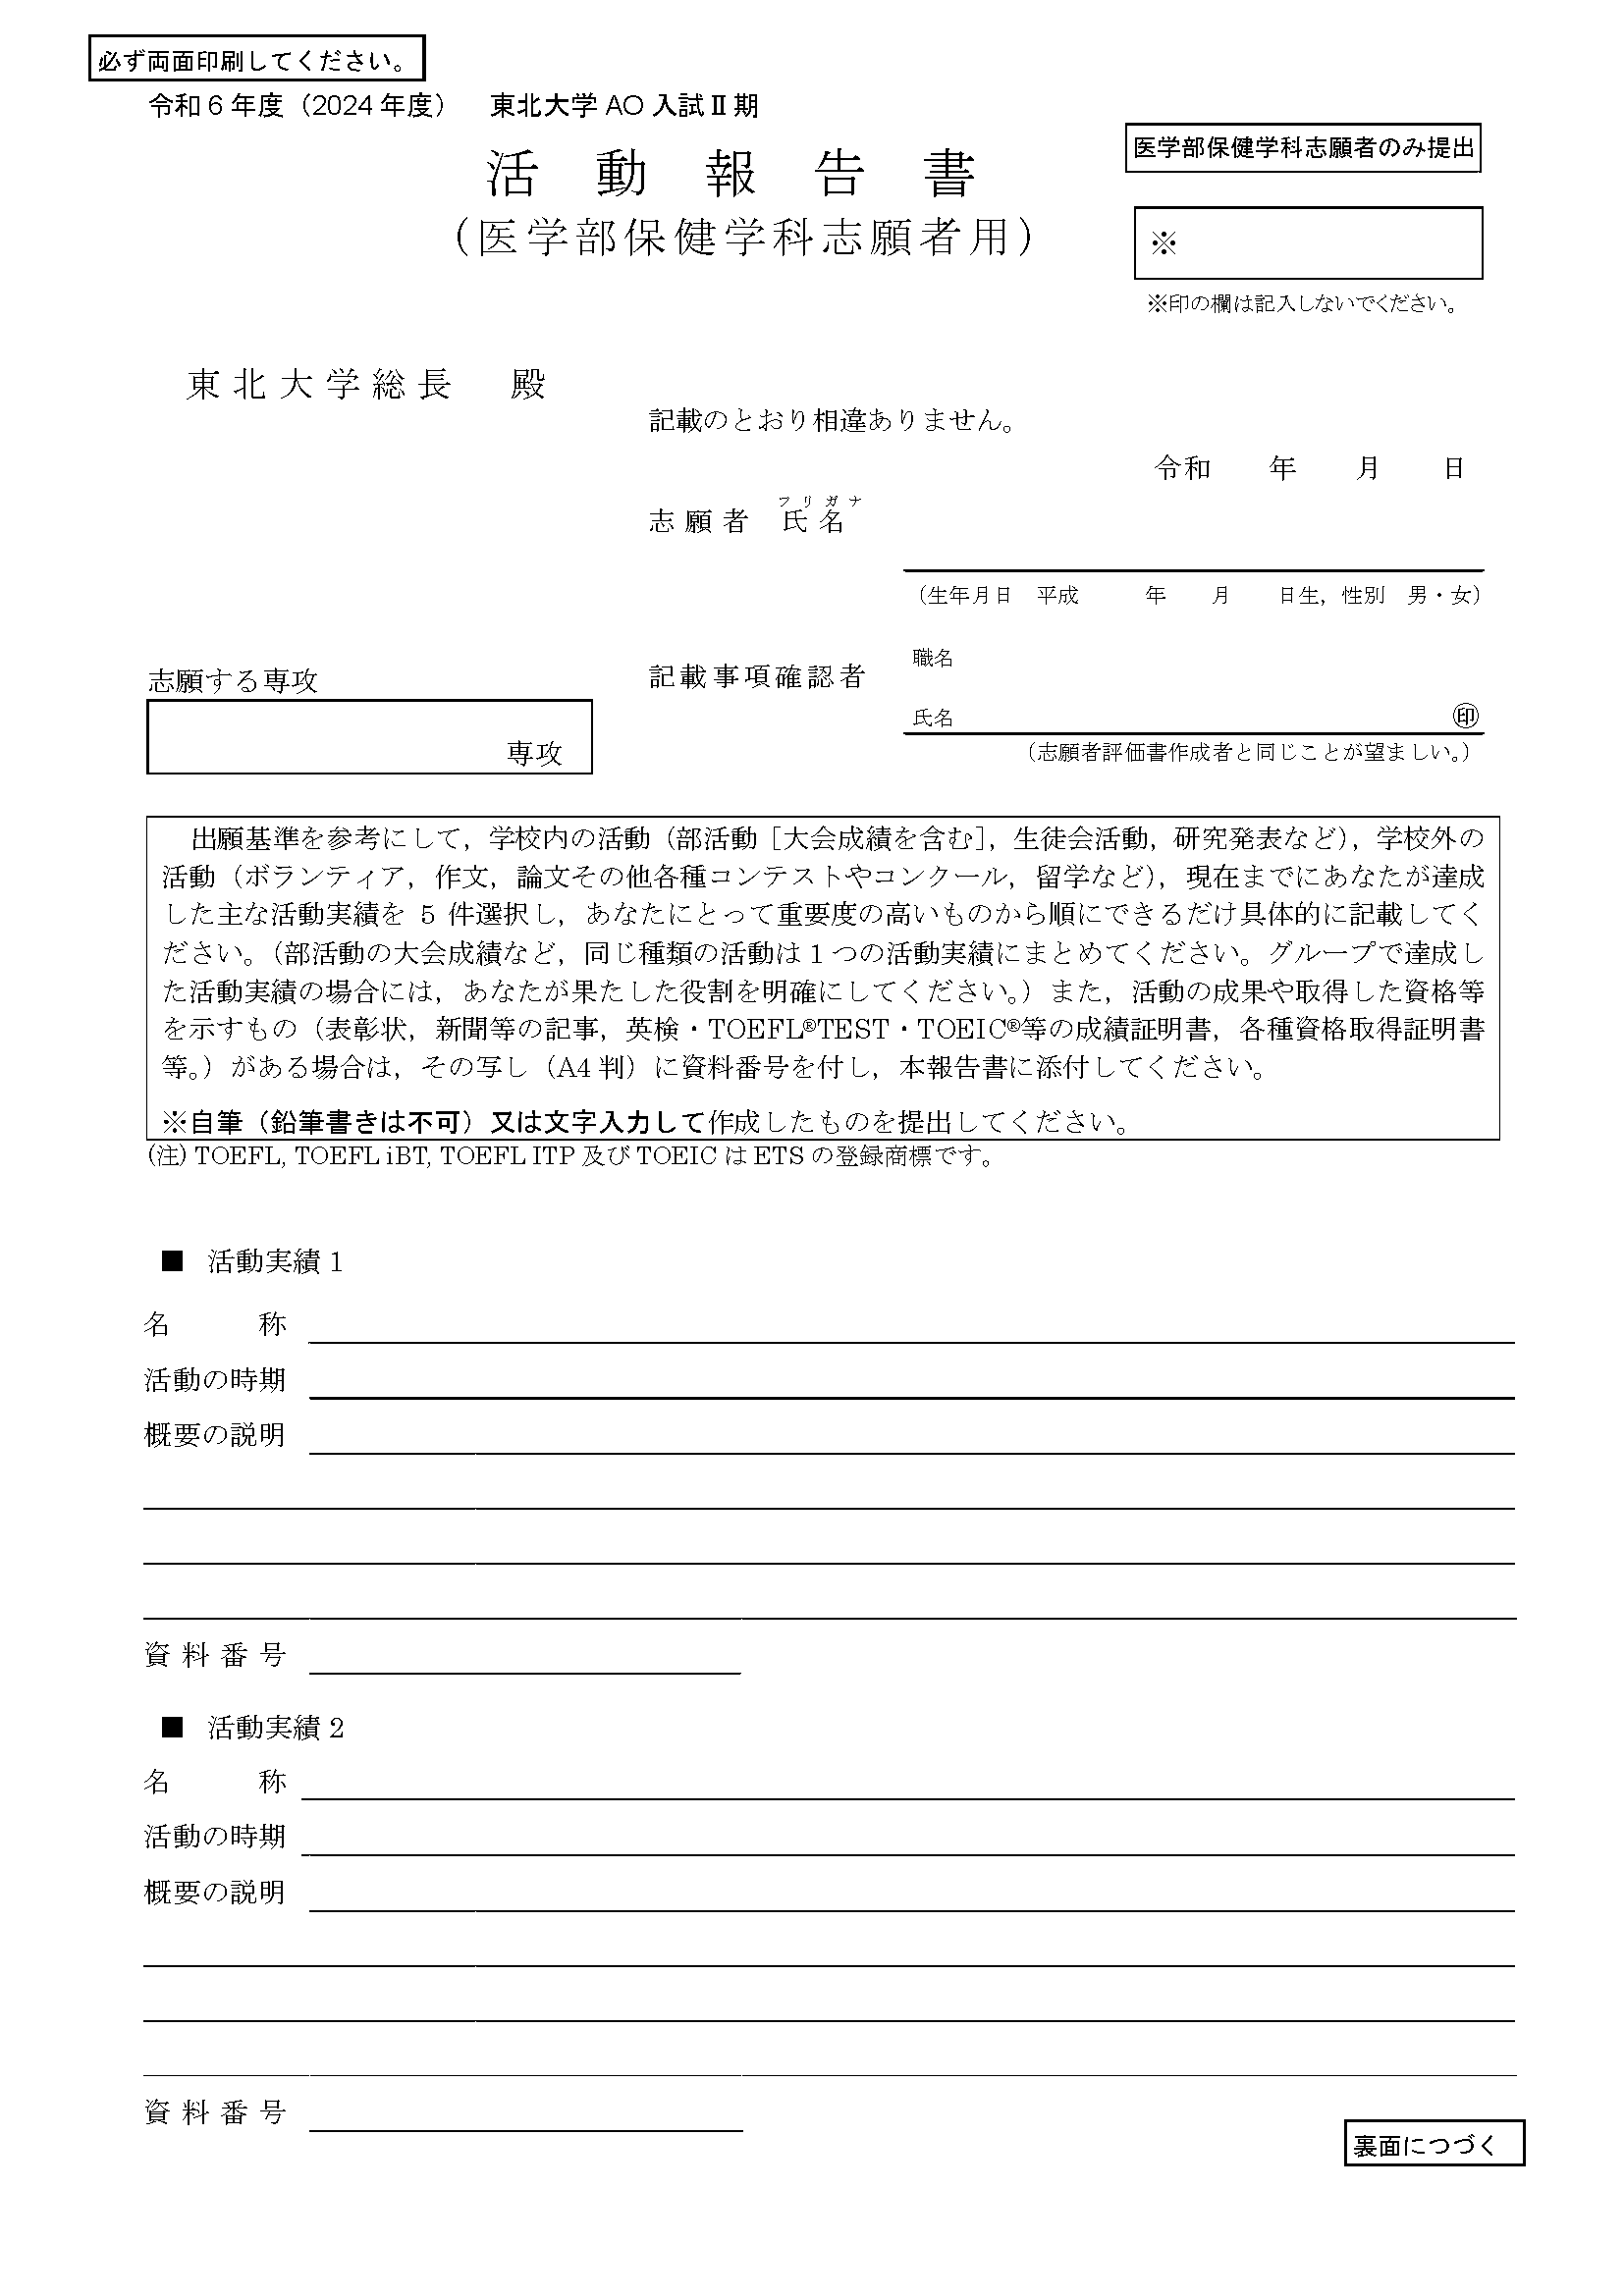 必ず両面印刷してください。
令和6年度（2024年度）　東北大学AO入試Ⅱ期
医学部保健学科志願者のみ提出
活　動　報　告　書
（医学部保健学科志願者用）
※
※印の欄は記入しないでください。
東北大学総長　殿
記載のとおり相違ありません。
令和　　年　　月　　日
フリガナ
志願者　氏名
（生年月日　平成　　　年　　月　　日生，性別　男・女）
職名
志願する専攻
記載事項確認者
氏名　㊞
専攻
（志願者評価書作成者と同じことが望ましい。）
出願基準を参考にして，学校内の活動（部活動［大会成績を含む］，生徒会活動，研究発表など），学校外の
活動（ボランティア，作文，論文その他各種コンテストやコンクール，留学など），現在までにあなたが達成
した主な活動実績を 5 件選択し，あなたにとって重要度の高いものから順にできるだけ具体的に記載してく
ださい。（部活動の大会成績など，同じ種類の活動は1つの活動実績にまとめてください。グループで達成し
た活動実績の場合には，あなたが果たした役割を明確にしてください。）また，活動の成果や取得した資格等
を示すもの（表彰状，新聞等の記事，英検・TOEFL®TEST・TOEIC®等の成績証明書，各種資格取得証明書
等。）がある場合は，その写し（A4判）に資料番号を付し，本報告書に添付してください。
※自筆（鉛筆書きは不可）又は文字入力して作成したものを提出してください。
(注) TOEFL, TOEFL iBT, TOEFL ITP 及び TOEIC は ETS の登録商標です。
■　活動実績 1
名　　　称
活動の時期
概要の説明
資料番号
■　活動実績 2
名　　　称
活動の時期
概要の説明
資料番号
裏面につづく